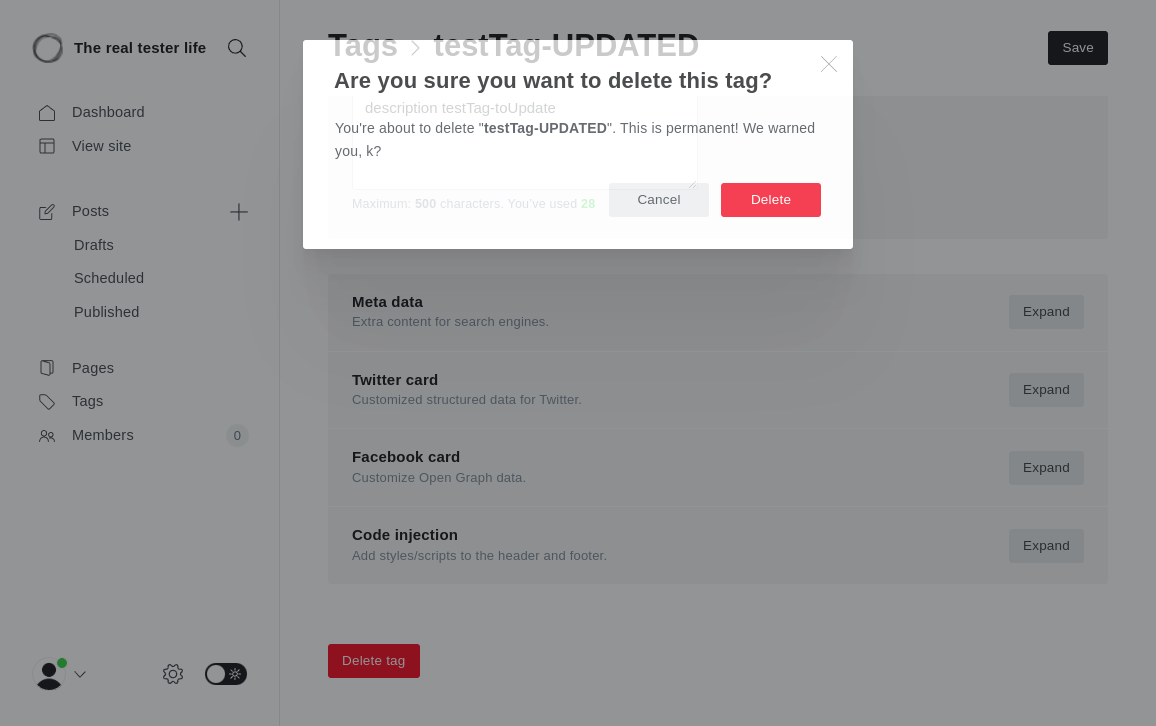 The real tester life
Dashboard
View site
Posts
Drafts
Scheduled
Published
Pages
Tags
Members
0
Tags
testTag-UPDATED
Save
Are you sure you want to delete this tag?
description testTag-toUpdate
You're about to delete "testTag-UPDATED". This is permanent! We warned
you, k?
Maximum: 500 characters. You've used 28
Cancel
Delete
Meta data
Extra content for search engines.
Expand
Twitter card
Customized structured data for Twitter.
Expand
Facebook card
Customize Open Graph data.
Expand
Code injection
Add styles/scripts to the header and footer.
Expand
Delete tag